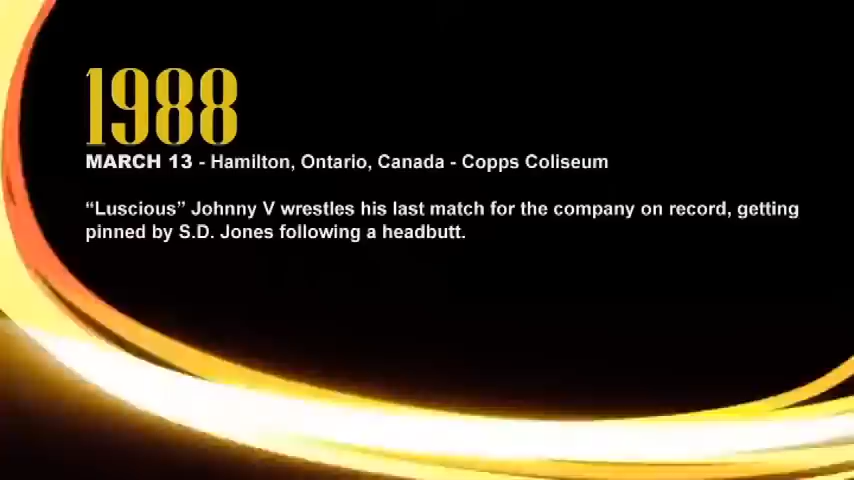 1988
MARCH 13 - Hamilton, Ontario, Canada - Copps Coliseum
“Luscious” Johnny V wrestles his last match for the company on record, getting
pinned by S.D. Jones following a headbutt.